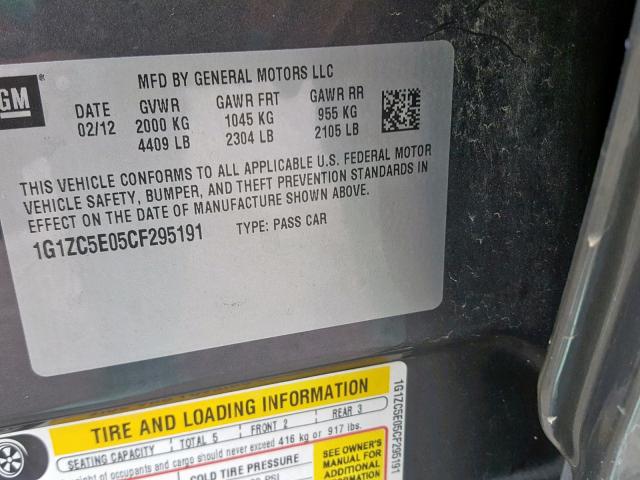 GM
MFD BY GENERAL MOTORS LLC
DATE GVWR GAWR FRT GAWR RR
02/12 2000 KG 1045 KG 955 KG
4409 LB 2304 LB 2105 LB
THIS VEHICLE CONFORMS TO ALL APPLICABLE U.S. FEDERAL MOTOR
VEHICLE SAFETY, BUMPER, AND THEFT PREVENTION STANDARDS IN
EFFECT ON THE DATE OF MANUFACTURE SHOWN ABOVE.
1G1ZC5E05CF295191 TYPE: PASS CAR
TIRE AND LOADING INFORMATION
SEATING CAPACITY TOTAL 5 FRONT 2 REAR 3
of occupants and cargo should never exceed 416 kg or 917 lbs.
COLD TIRE PRESSURE
SEE OWNER'S
MANUAL FOR
ADDITIONAL
INFORMATION
1G1ZC5E05CF295191